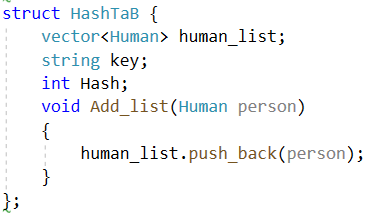 struct HashTaB {
    vector<Human> human_list;
    string key;
    int Hash;
    void Add_list(Human person)
    {
        human_list.push_back(person);
    }
};